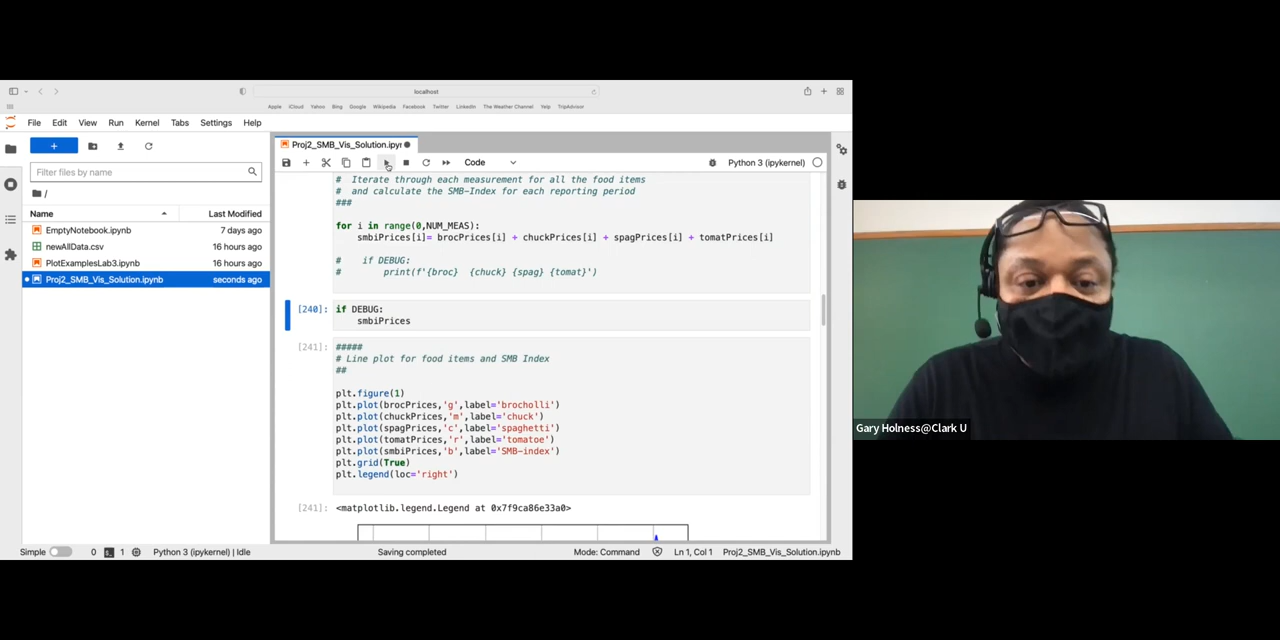 localhost
Apple iCloud Yahoo Bing Google Wikipedia Facebook Twitter LinkedIn The Weather Channel Yelp TripAdvisor
File Edit View Run Kernel Tabs Settings Help
Filter files by name
/
Name Last Modified
EmptyNotebook.ipynb 7 days ago
newAllData.csv 16 hours ago
PlotExamplesLab3.ipynb 16 hours ago
Proj2_SMB_Vis_Solution.ipynb seconds ago
Proj2_SMB_Vis_Solution.ipyn
Code
Python 3 (ipykernel)
# Iterate through each measurement for all the food items
# and calculate the SMB-Index for each reporting period
###
for i in range(0,NUM_MEAS):
smbiPrices[i]= brocPrices[i] + chuckPrices[i] + spagPrices[i] + tomatPrices[i]
# if DEBUG:
# print(f'{broc} {chuck} {spag} {tomat}')
[240]: if DEBUG:
smbiPrices
[241]: #####
# Line plot for food items and SMB Index
##
plt.figure(1)
plt.plot(brocPrices,'g',label='brocholli')
plt.plot(chuckPrices,'m',label='chuck')
plt.plot(spagPrices,'c',label='spaghetti')
plt.plot(tomatPrices,'r',label='tomatoe')
plt.plot(smbiPrices,'b',label='SMB-index')
plt.grid(True)
plt.legend(loc='right')
[241]: <matplotlib.legend.Legend at 0x7f9ca86e33a0>
Simple 0 1 Python 3 (ipykernel) | Idle Saving completed Mode: Command Ln 1, Col 1 Proj2_SMB_Vis_Solution.ipynb
Gary Holness@Clark U